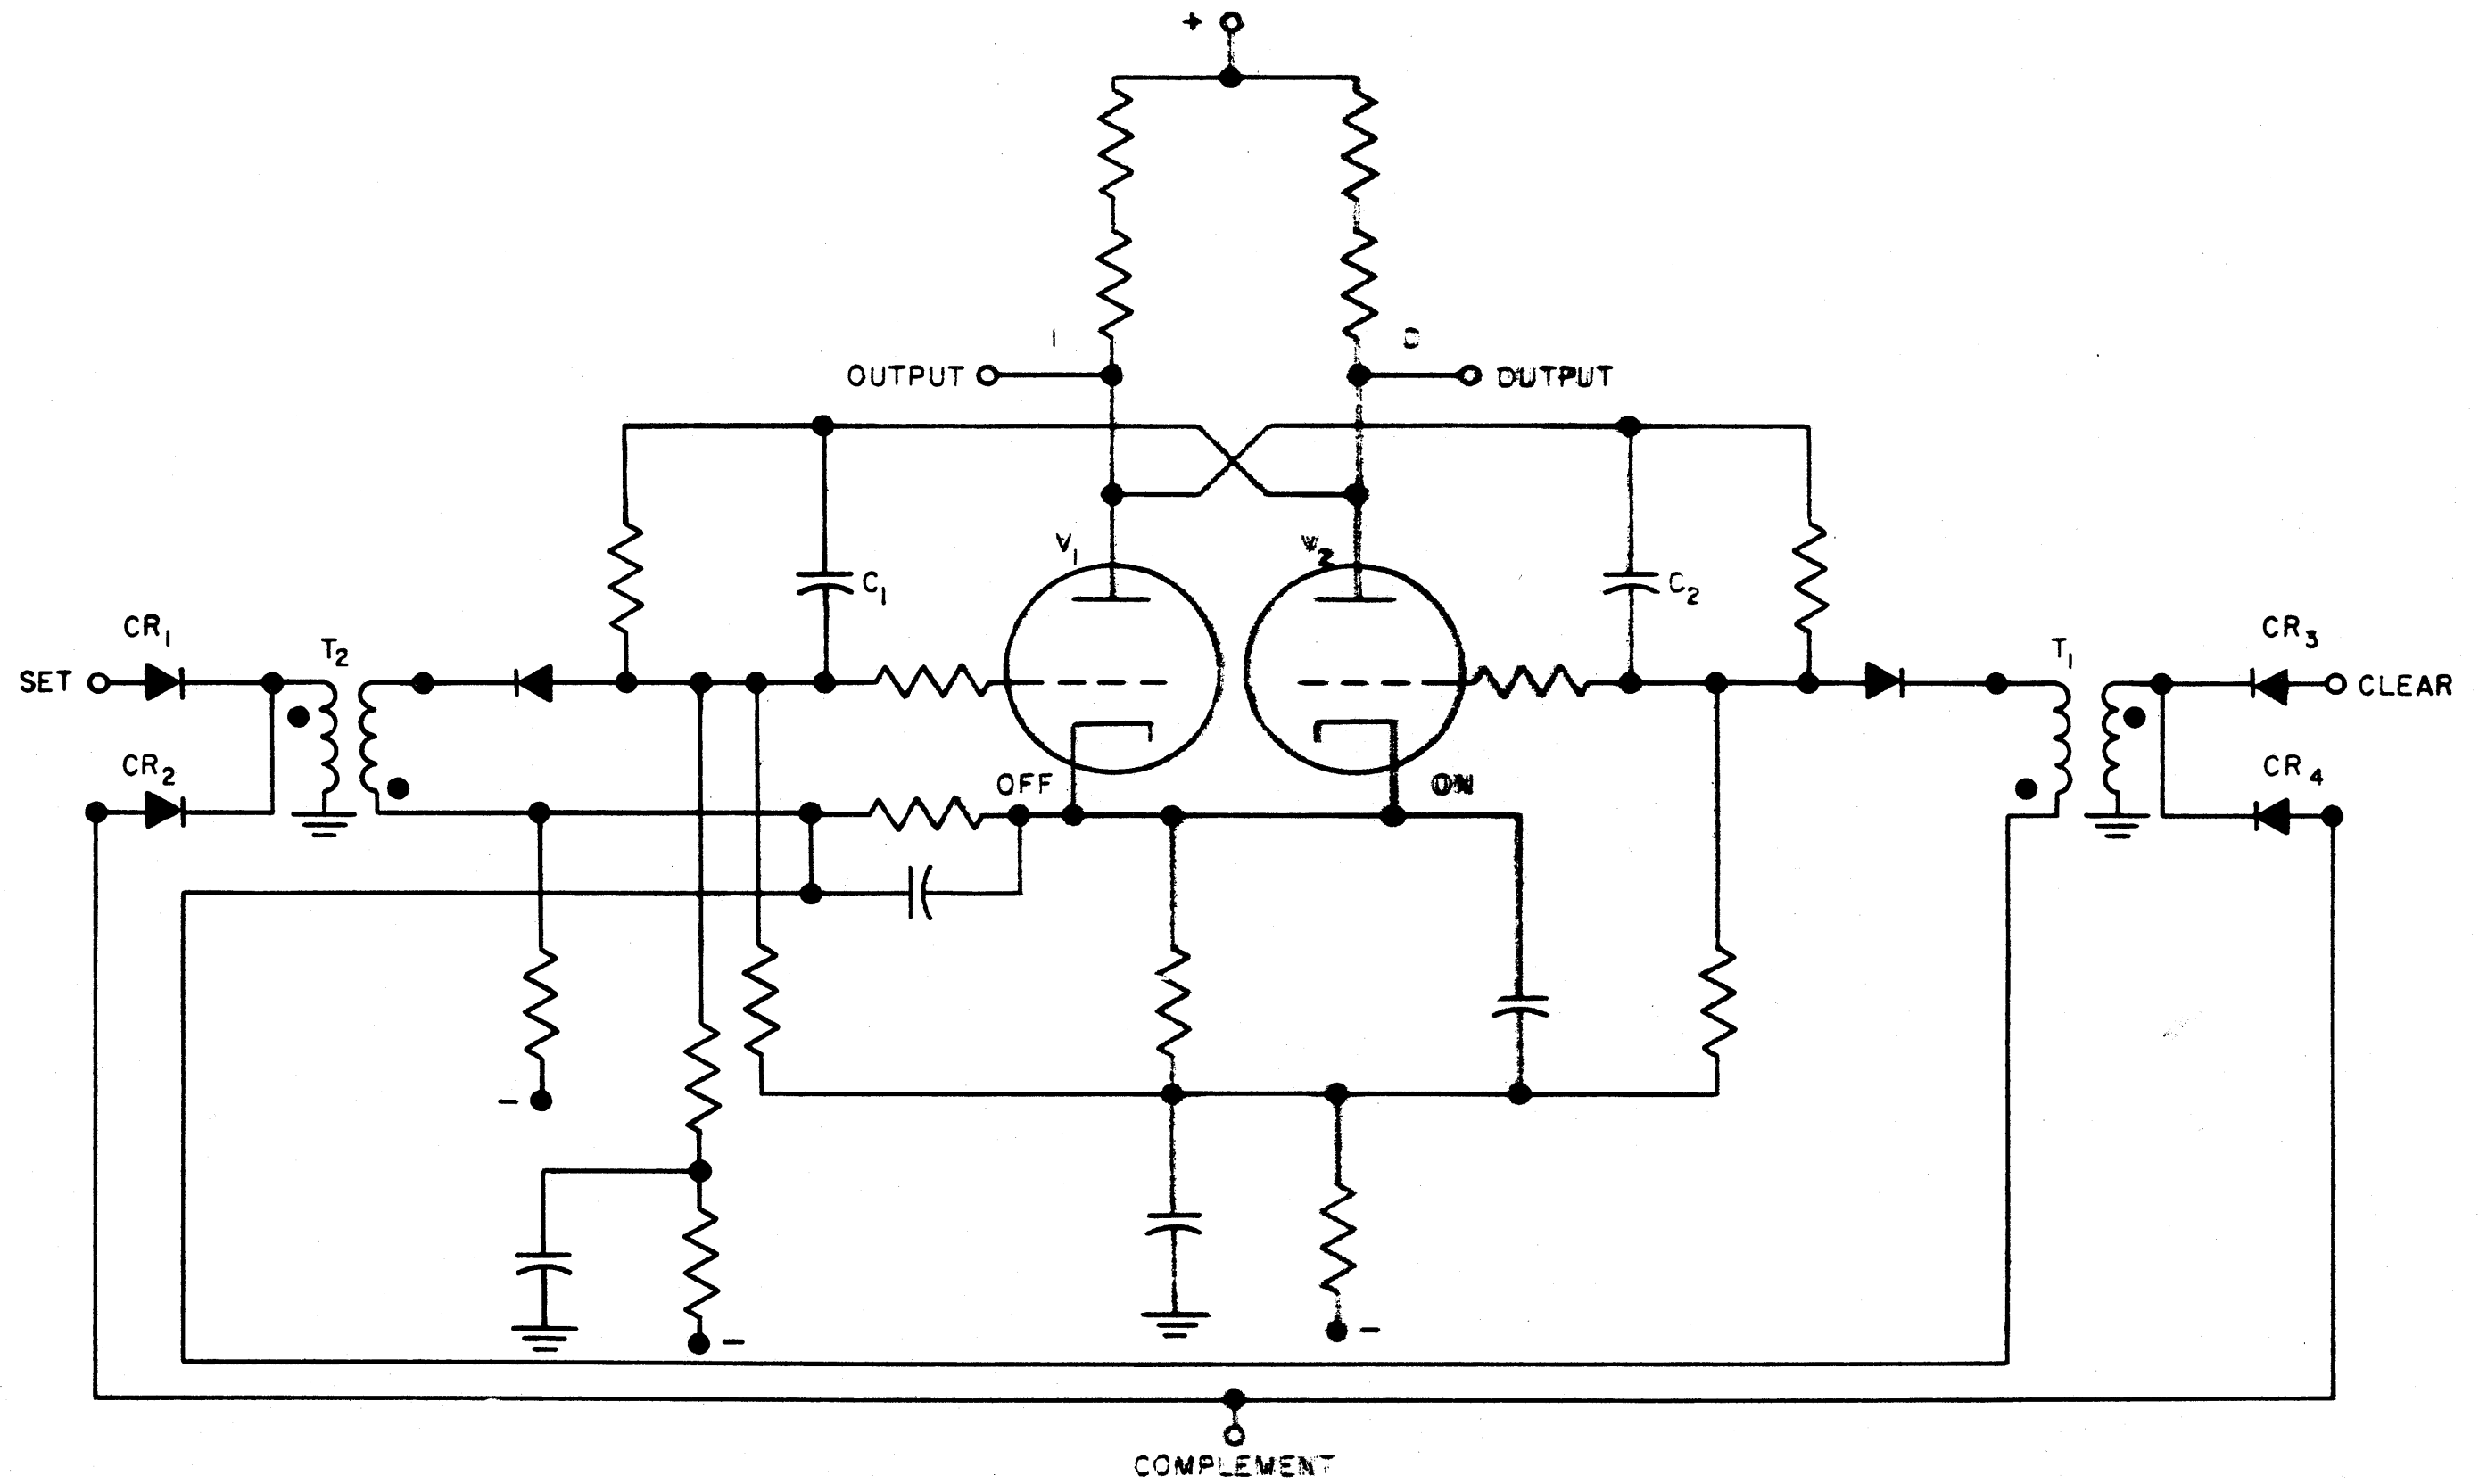 +
1
0
OUTPUT
OUTPUT
V1
V2
C1
C2
CR1
T2
CR3
T1
SET
CLEAR
CR2
CR4
OFF
ON
-
-
-
COMPLEMENT